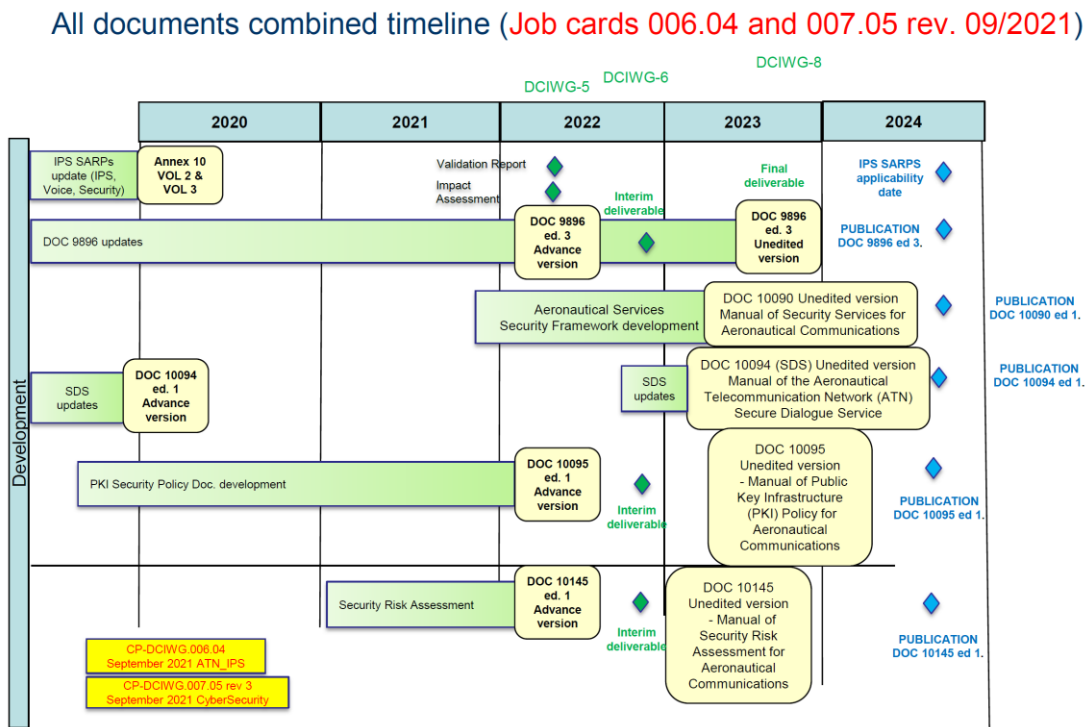 All documents combined timeline (Job cards 006.04 and 007.05 rev. 09/2021)
DCIWG-5
DCIWG-6
DCIWG-8
2020
2021
2022
2023
2024
Development
IPS SARPs
update (IPS,
Voice, Security)
Annex 10
VOL 2 &
VOL 3
Validation Report
Impact
Assessment
Interim
deliverable
Final
deliverable
IPS SARPS
applicability
date
DOC 9896 updates
DOC 9896
ed. 3
Advance
version
DOC 9896
ed. 3
Unedited
version
PUBLICATION
DOC 9896 ed 3.
Aeronautical Services
Security Framework development
DOC 10090 Unedited version
Manual of Security Services for
Aeronautical Communications
PUBLICATION
DOC 10090 ed 1.
SDS
updates
DOC 10094
ed. 1
Advance
version
SDS
updates
DOC 10094 (SDS) Unedited version
Manual of the Aeronautical
Telecommunication Network (ATN)
Secure Dialogue Service
PUBLICATION
DOC 10094 ed 1.
PKI Security Policy Doc. development
DOC 10095
ed. 1
Advance
version
Interim
deliverable
DOC 10095
Unedited version
- Manual of Public
Key Infrastructure
(PKI) Policy for
Aeronautical
Communications
PUBLICATION
DOC 10095 ed 1.
Security Risk Assessment
DOC 10145
ed. 1
Advance
version
Interim
deliverable
DOC 10145
Unedited version
- Manual of
Security Risk
Assessment for
Aeronautical
Communications
PUBLICATION
DOC 10145 ed 1.
CP-DCIWG.006.04
September 2021 ATN_IPS
CP-DCIWG.007.05 rev 3
September 2021 CyberSecurity